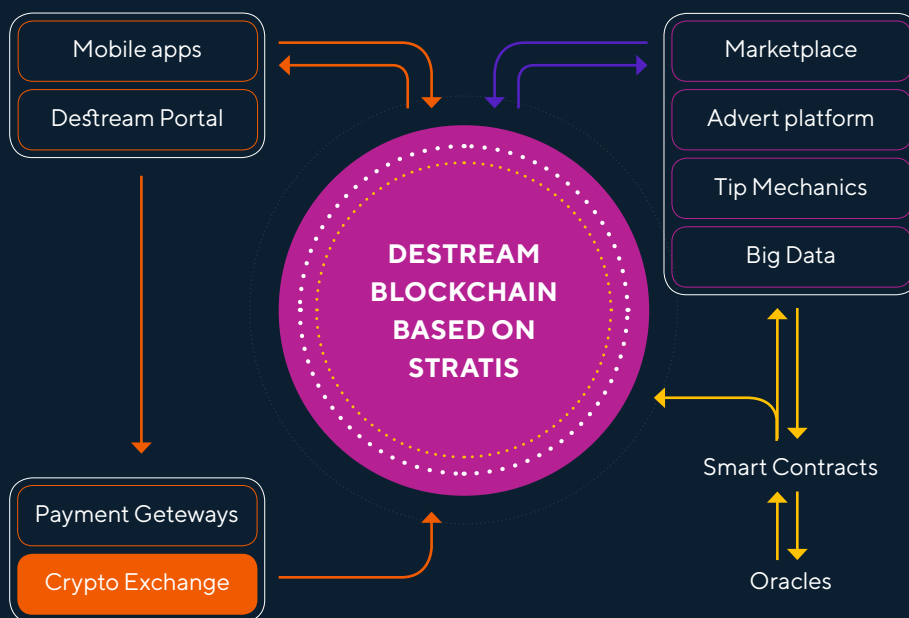 Mobile apps
Destream Portal
Marketplace
Advert platform
Tip Mechanics
Big Data
DESTREAM
BLOCKCHAIN
BASED ON
STRATIS
Smart Contracts
Oracles
Payment Geteways
Crypto Exchange